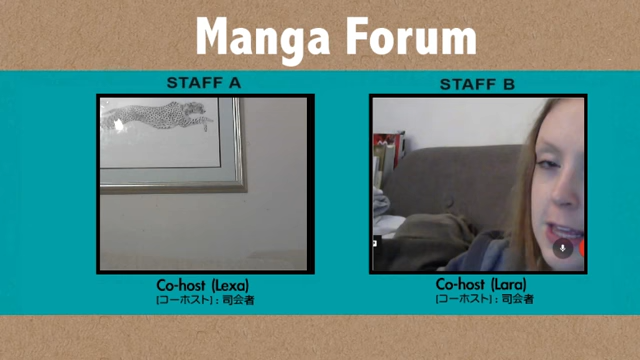 Manga Forum
STAFF A
STAFF B
Co-host (Lexa)
[コーホスト] : 司会者
Co-host (Lara)
[コーホスト] : 司会者